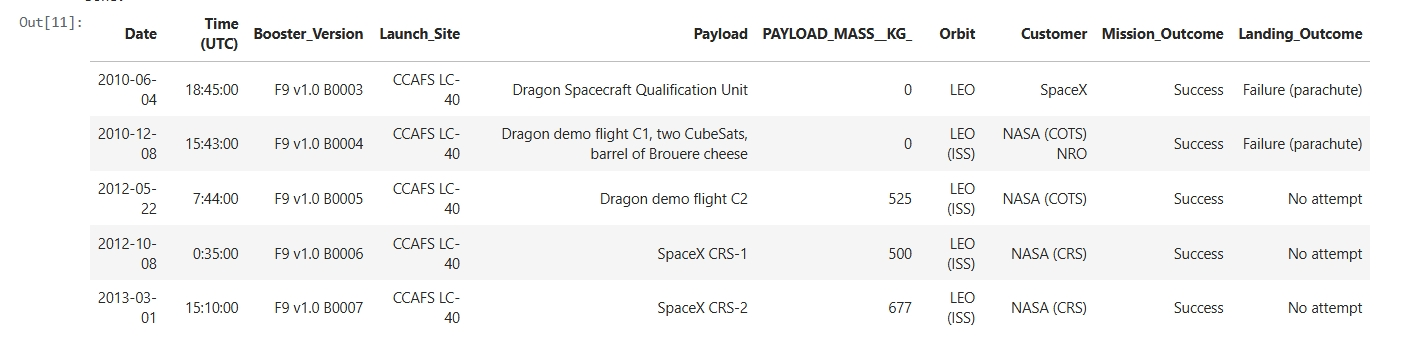 Out[11]:
Date Time (UTC) Booster_Version Launch_Site Payload PAYLOAD_MASS__KG_ Orbit Customer Mission_Outcome Landing_Outcome
2010-06-04 18:45:00 F9 v1.0 B0003 CCAFS LC-40 Dragon Spacecraft Qualification Unit 0 LEO SpaceX Success Failure (parachute)
2010-12-08 15:43:00 F9 v1.0 B0004 CCAFS LC-40 Dragon demo flight C1, two CubeSats, barrel of Brouere cheese 0 LEO (ISS) NASA (COTS) NRO Success Failure (parachute)
2012-05-22 7:44:00 F9 v1.0 B0005 CCAFS LC-40 Dragon demo flight C2 525 LEO (ISS) NASA (COTS) Success No attempt
2012-10-08 0:35:00 F9 v1.0 B0006 CCAFS LC-40 SpaceX CRS-1 500 LEO (ISS) NASA (CRS) Success No attempt
2013-03-01 15:10:00 F9 v1.0 B0007 CCAFS LC-40 SpaceX CRS-2 677 LEO (ISS) NASA (CRS) Success No attempt